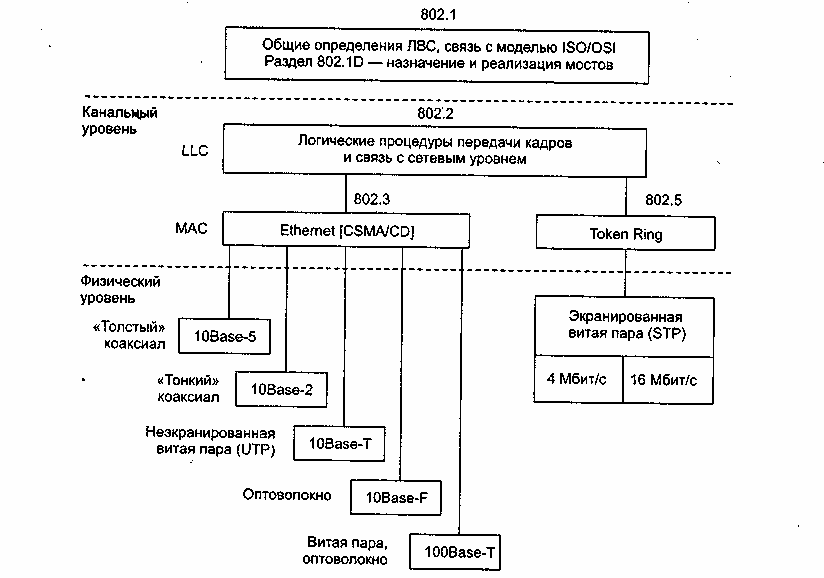 802.1
Общие определения ЛВС, связь с моделью ISO/OSI
Раздел 802.1D — назначение и реализация мостов
Канальный
уровень
802.2
LLC
Логические процедуры передачи кадров
и связь с сетевым уровнем
802.3
802.5
MAC
Ethernet [CSMA/CD]
Token Ring
Физический
уровень
«Толстый»
коаксиал
10Base-5
Экранированная
витая пара (STP)
4 Мбит/с
16 Мбит/с
«Тонкий»
коаксиал
10Base-2
Неэкранированная
витая пара (UTP)
10Base-T
Оптоволокно
10Base-F
Витая пара,
оптоволокно
100Base-T